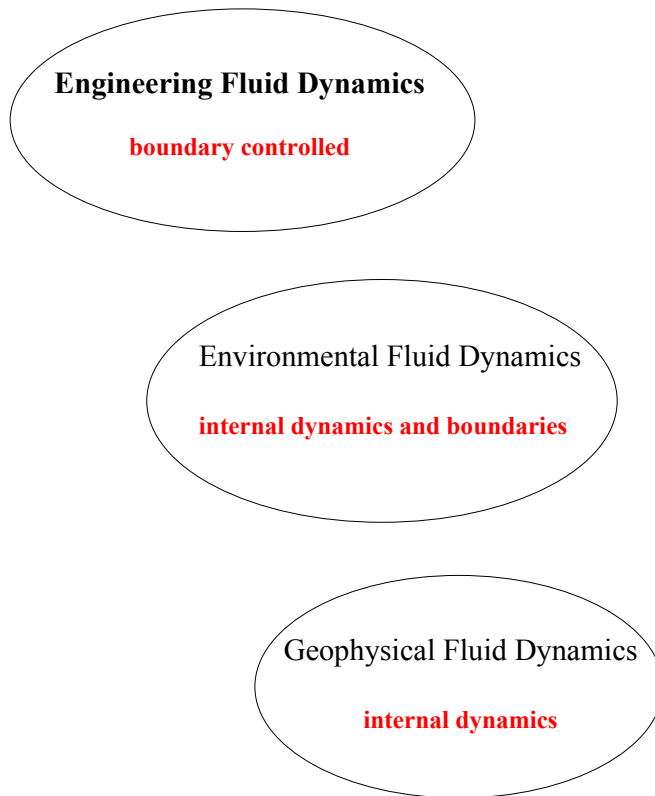 Engineering Fluid Dynamics
boundary controlled
Environmental Fluid Dynamics
internal dynamics and boundaries
Geophysical Fluid Dynamics
internal dynamics